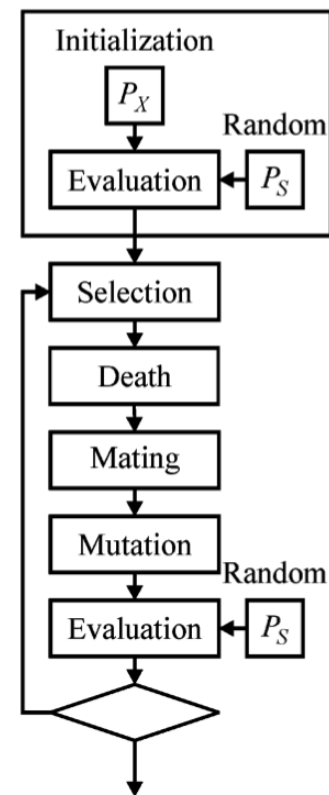 Initialization
P_X
Random
Evaluation
P_S
Selection
Death
Mating
Mutation
Random
Evaluation
P_S